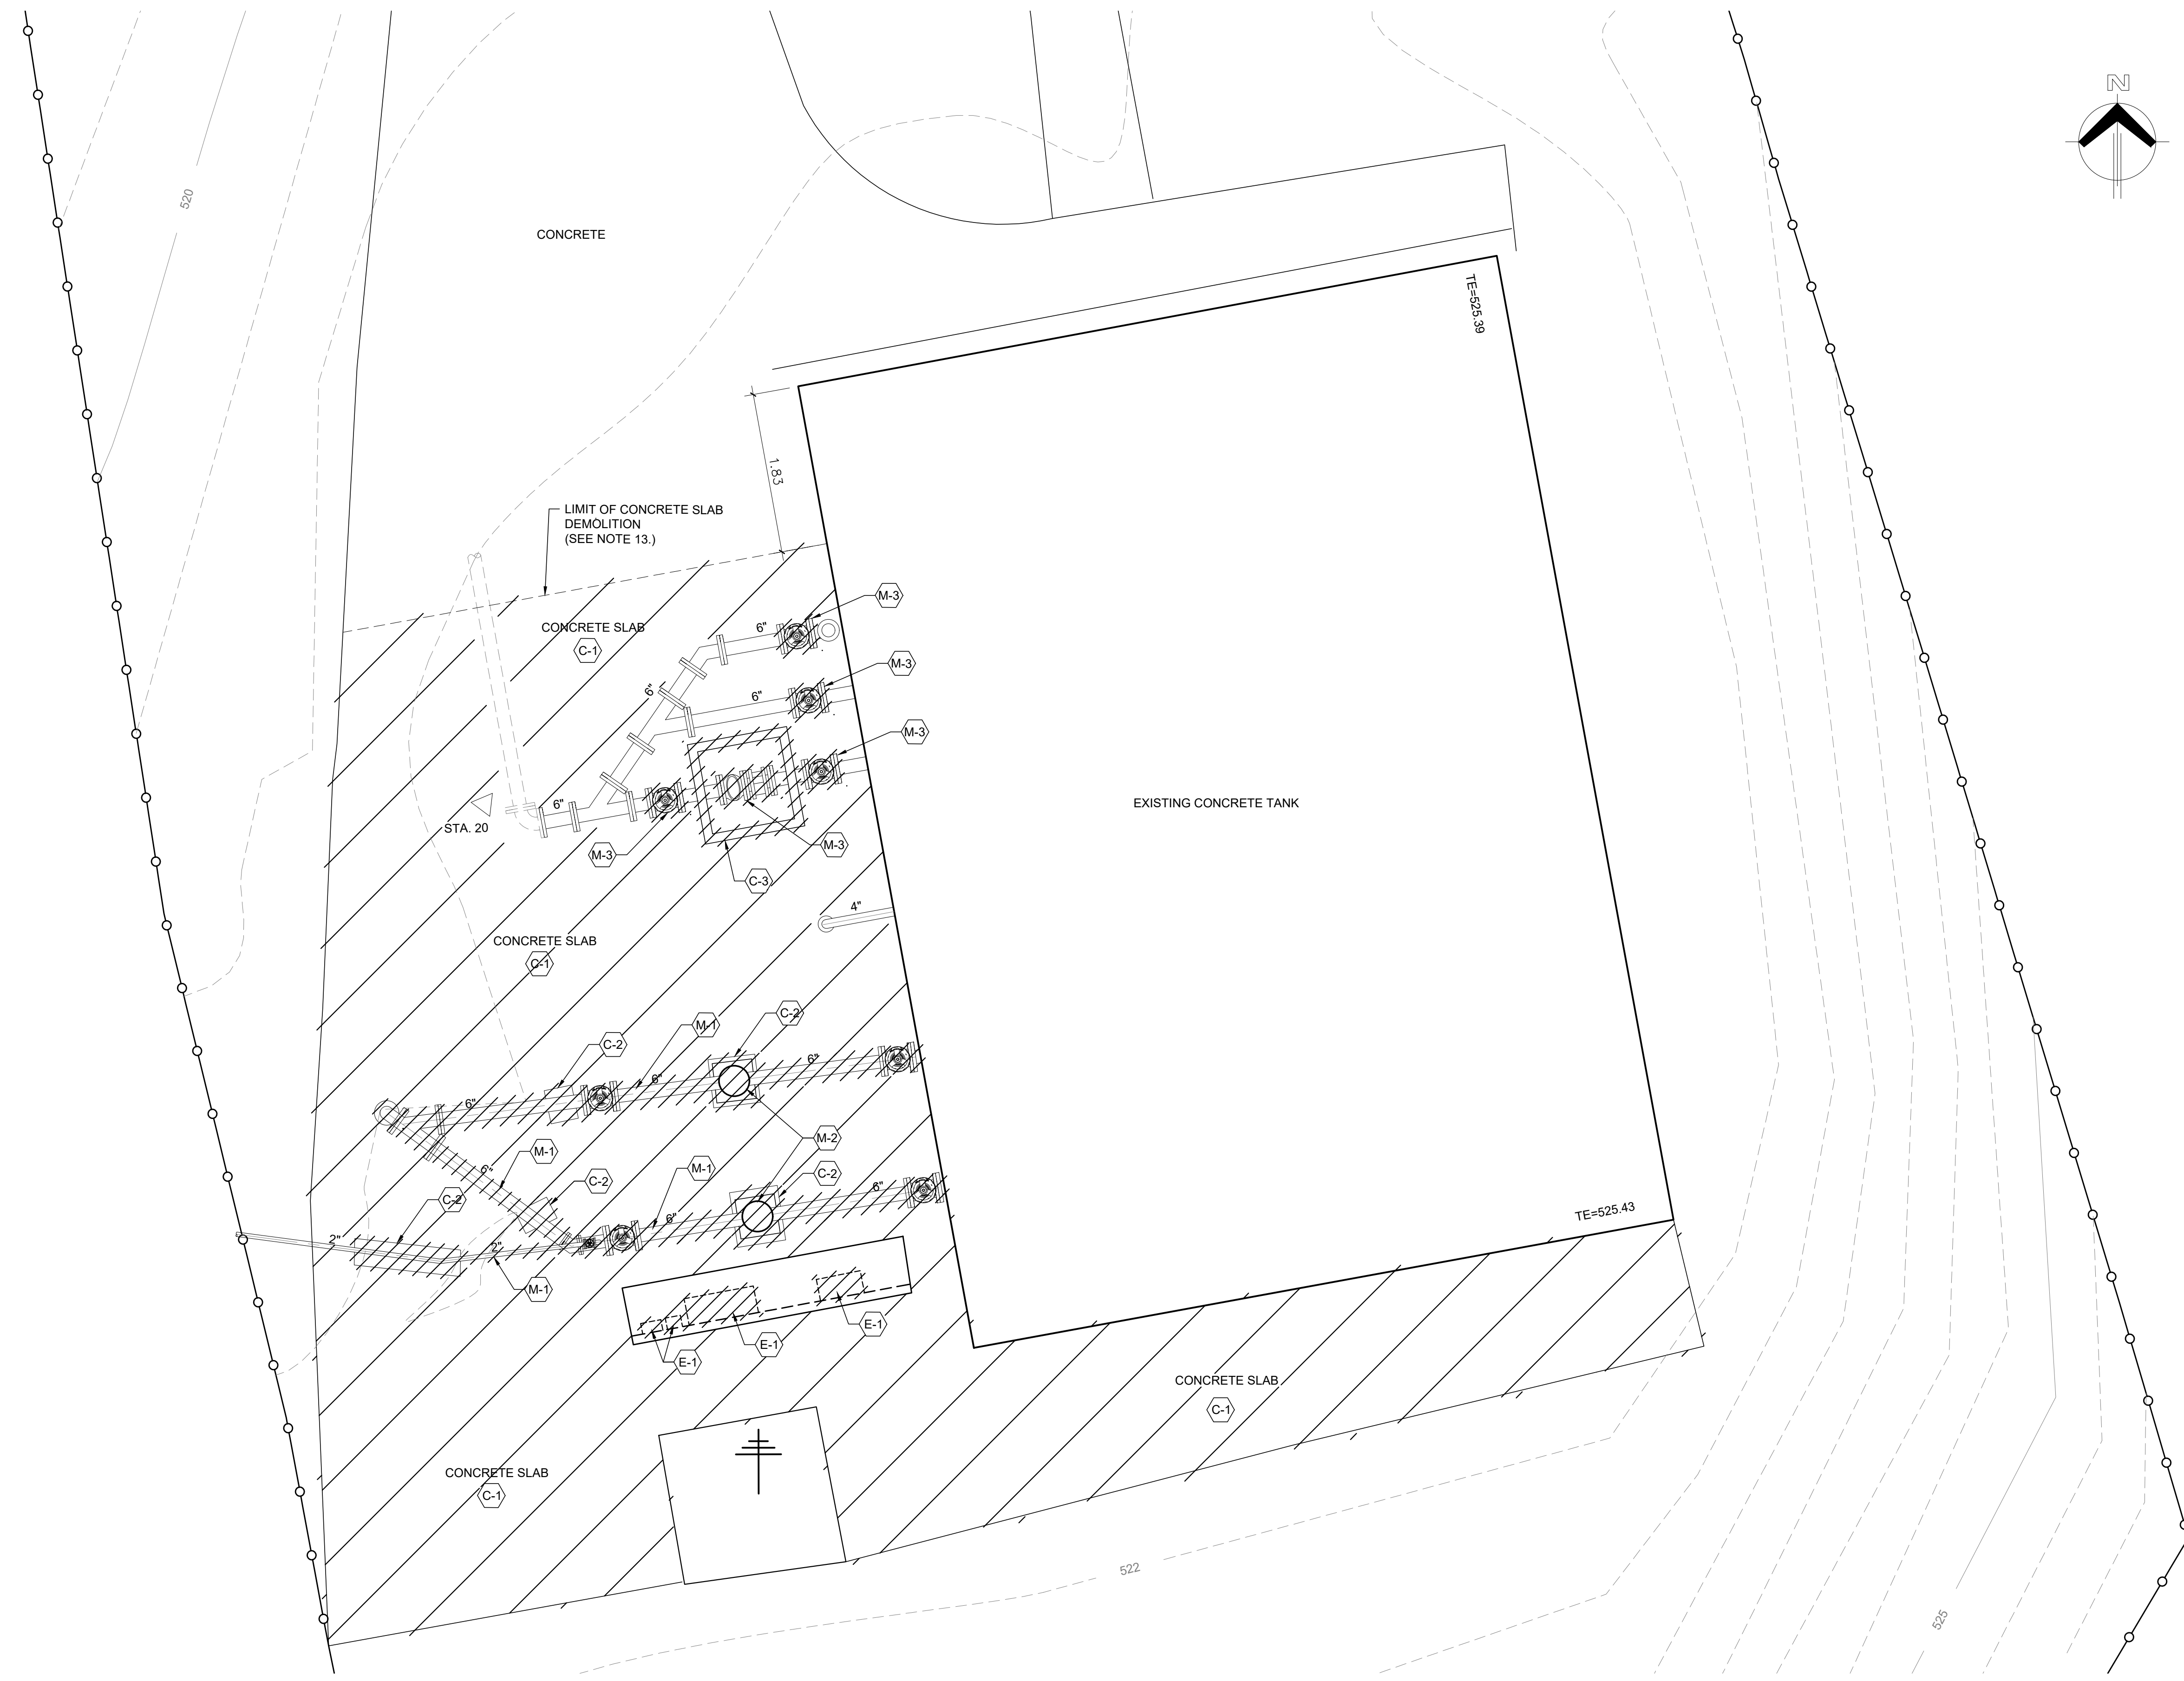 N
520
CONCRETE
TE=525.39
1.83
LIMIT OF CONCRETE SLAB
DEMOLITION
(SEE NOTE 13.)
M-3
CONCRETE SLAB
C-1
6"
M-3
6"
6"
M-3
6"
STA. 20
EXISTING CONCRETE TANK
M-3
M-3
C-3
4"
CONCRETE SLAB
C-1
C-2
M-1
C-2
6"
6"
6"
M-2
M-1
6"
M-1
C-2
C-2
6"
C-2
6"
TE=525.43
2"
2"
M-1
E-1
E-1
E-1
CONCRETE SLAB
C-1
CONCRETE SLAB
C-1
522
525